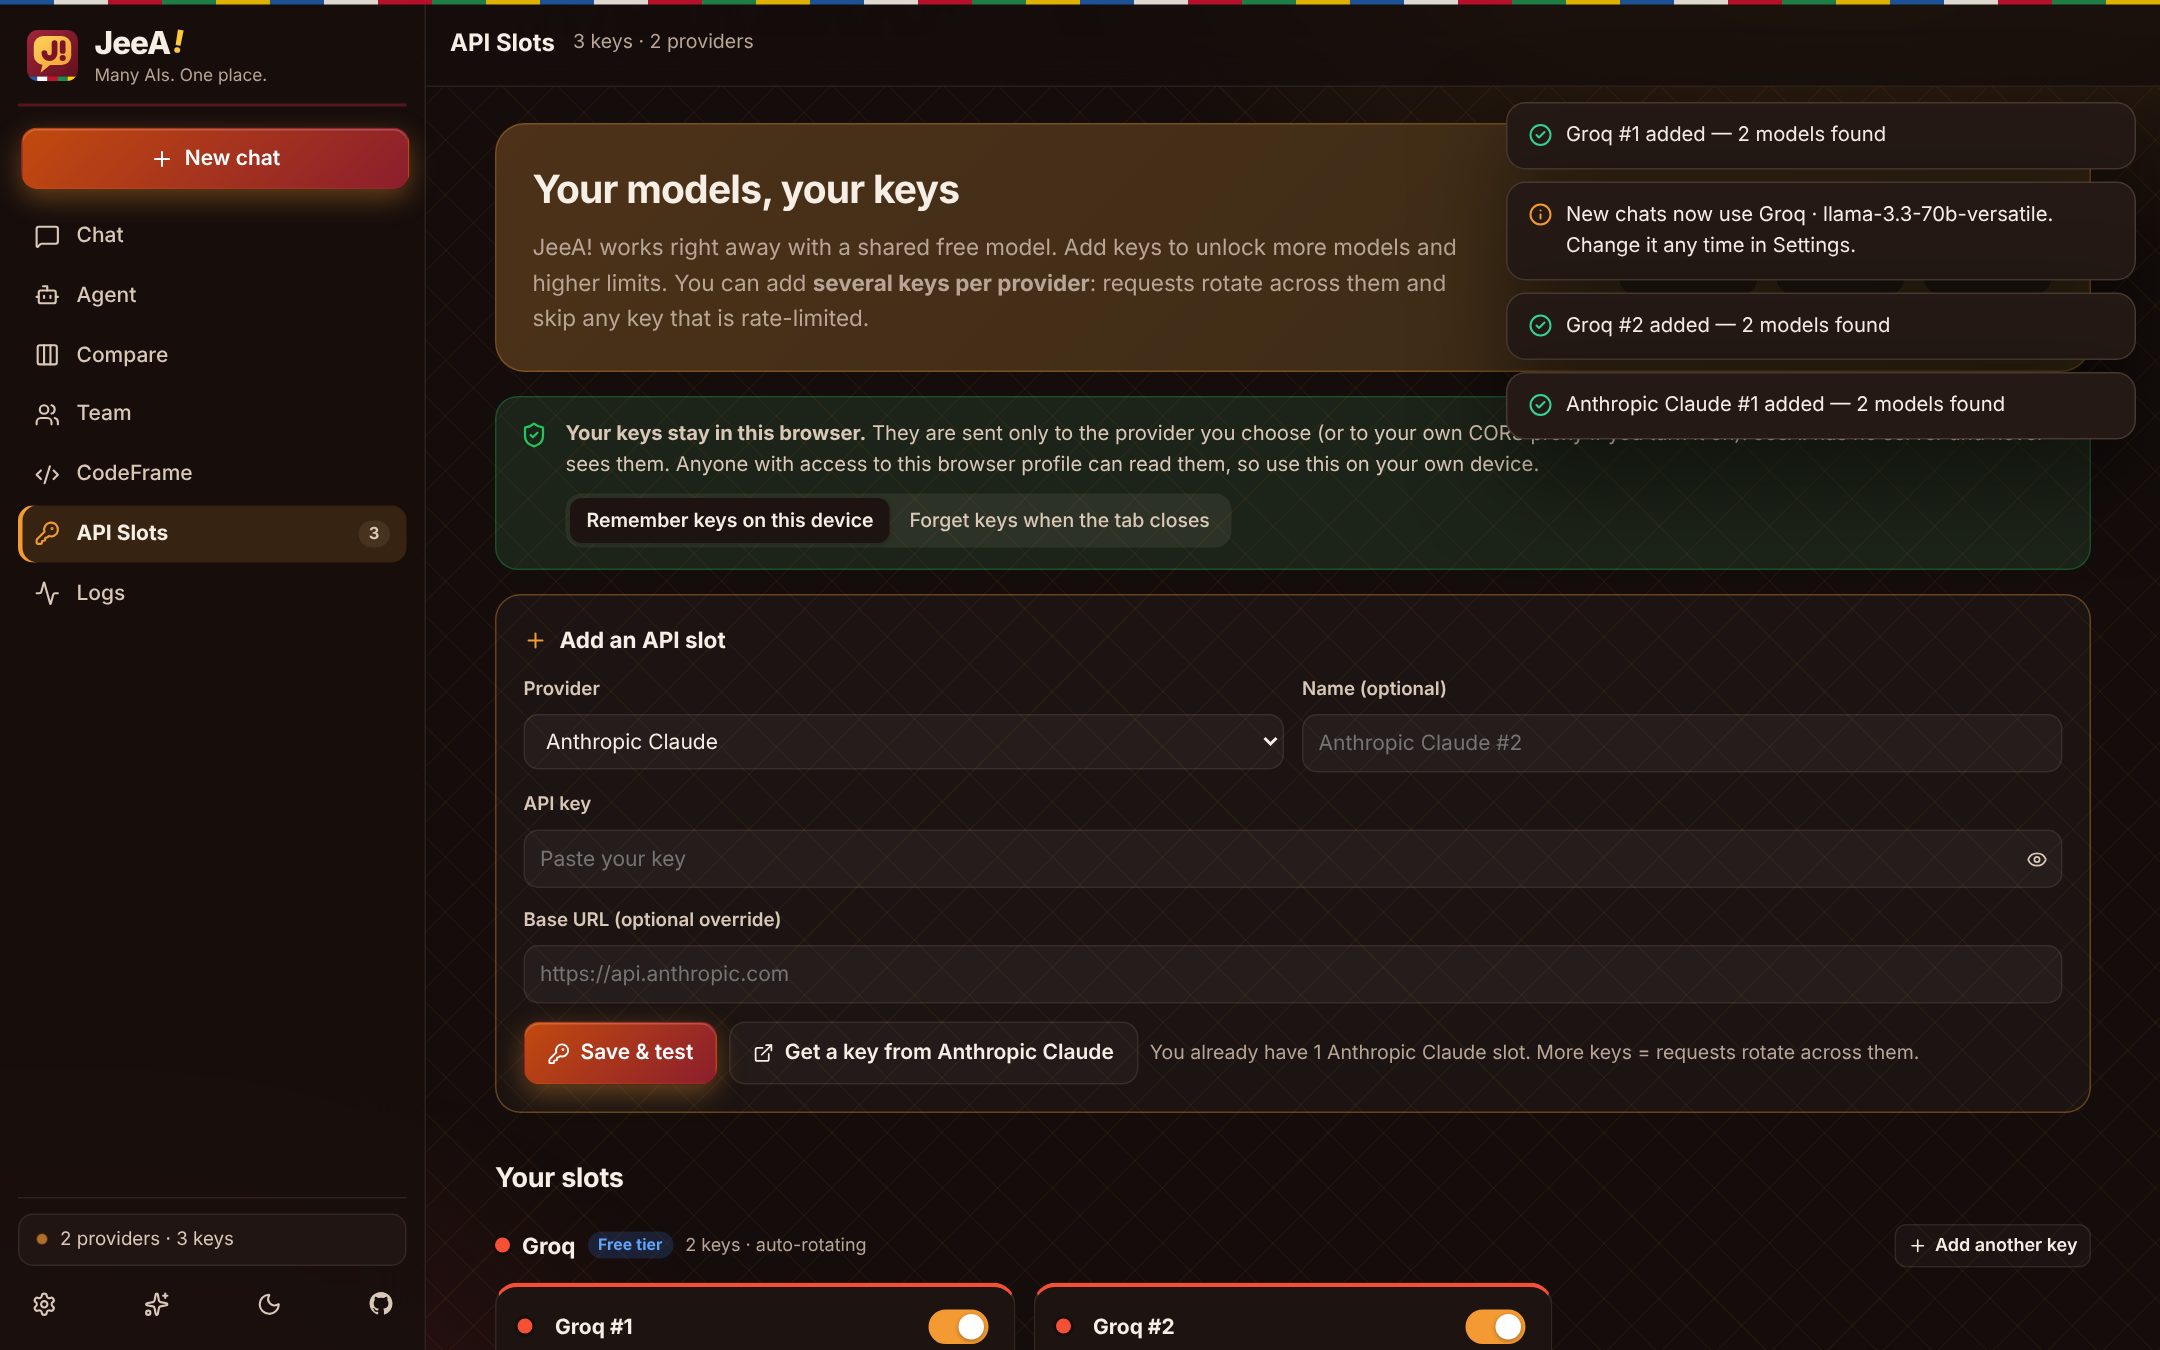 JeeA!
Many AIs. One place.
New chat
Chat
Agent
Compare
Team
CodeFrame
API Slots 3
Logs
2 providers · 3 keys
API Slots 3 keys · 2 providers
Your models, your keys
JeeA! works right away with a shared free model. Add keys to unlock more models and
higher limits. You can add several keys per provider: requests rotate across them and
skip any key that is rate-limited.
Groq #1 added — 2 models found
New chats now use Groq · llama-3.3-70b-versatile.
Change it any time in Settings.
Groq #2 added — 2 models found
Anthropic Claude #1 added — 2 models found
Your keys stay in this browser. They are sent only to the provider you choose (or to your own CORS
sees them. Anyone with access to this browser profile can read them, so use this on your own device.
Remember keys on this device Forget keys when the tab closes
Add an API slot
Provider Name (optional)
Anthropic Claude Anthropic Claude #2
API key
Paste your key
Base URL (optional override)
https://api.anthropic.com
Save & test Get a key from Anthropic Claude You already have 1 Anthropic Claude slot. More keys = requests rotate across them.
Your slots
Groq Free tier 2 keys · auto-rotating Add another key
Groq #1 Groq #2